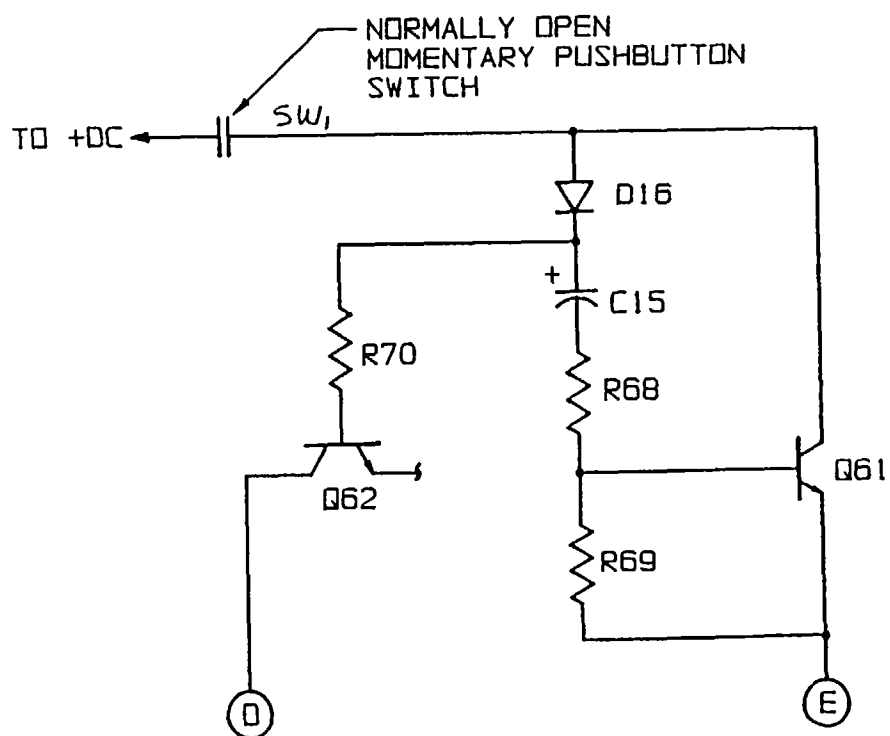 NORMALLY OPEN
MOMENTARY PUSHBUTTON
SWITCH
TO +DC
SW1
D16
+
C15
R70
R68
Q62
Q61
R69
D
E